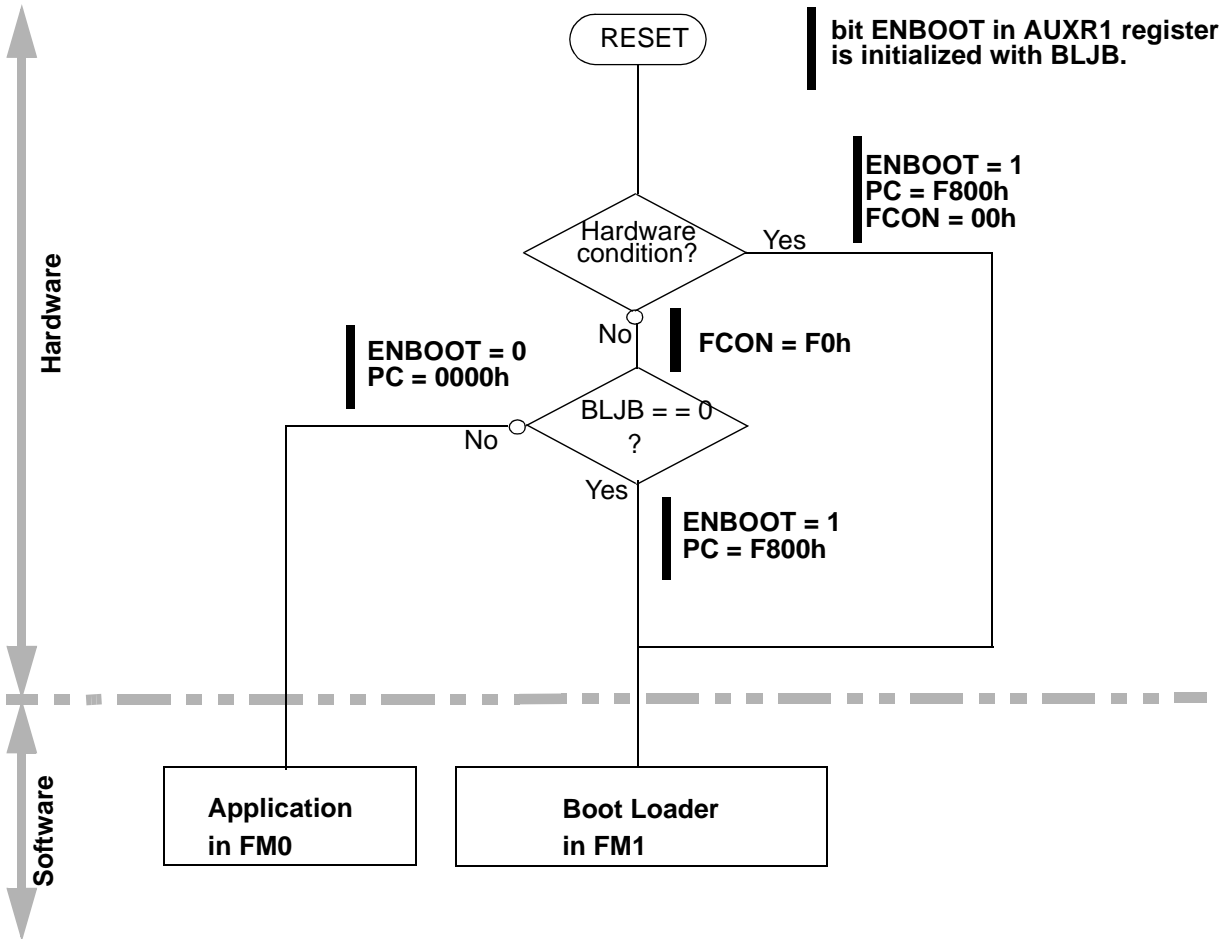 RESET
bit ENBOOT in AUXR1 register
is initialized with BLJB.
ENBOOT = 1
PC = F800h
FCON = 00h
Hardware
condition?
Yes
No
FCON = F0h
Hardware
ENBOOT = 0
PC = 0000h
BLJB = = 0
?
No
Yes
ENBOOT = 1
PC = F800h
Software
Application
in FM0
Boot Loader
in FM1